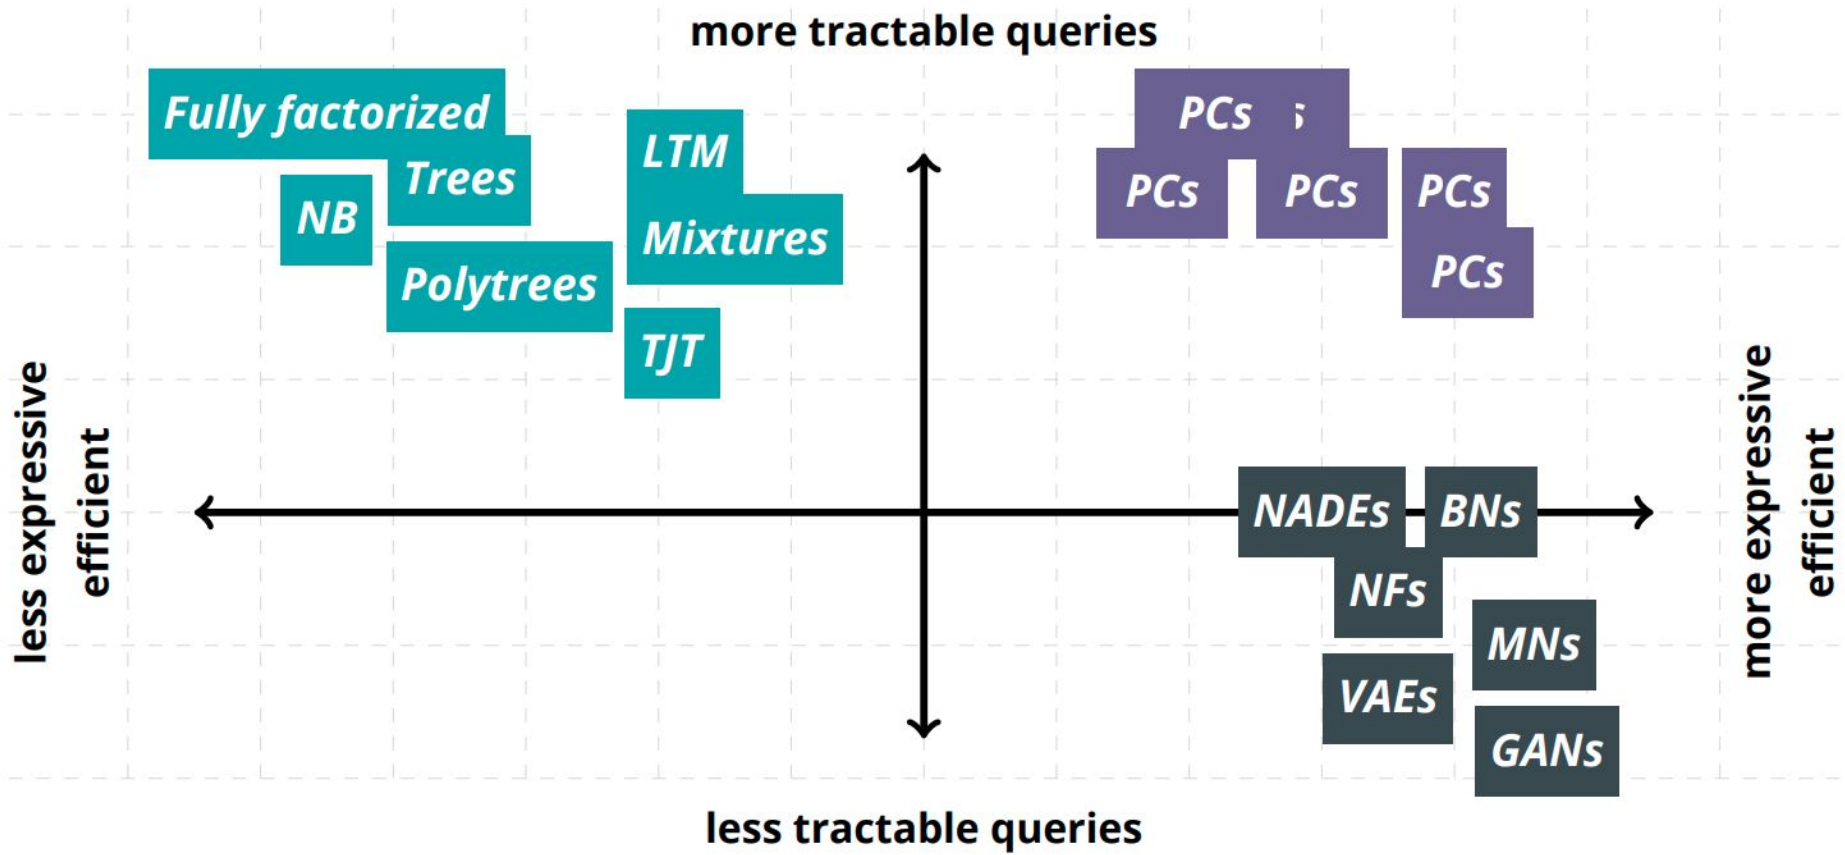 more tractable queries
Fully factorized
PCs s
LTM
Trees
NB
PCs
PCs
PCs
Mixtures
Polytrees
PCs
TJT
less expressive
efficient
more expressive
efficient
NADEs
BNs
NFs
MNs
VAEs
GANs
less tractable queries